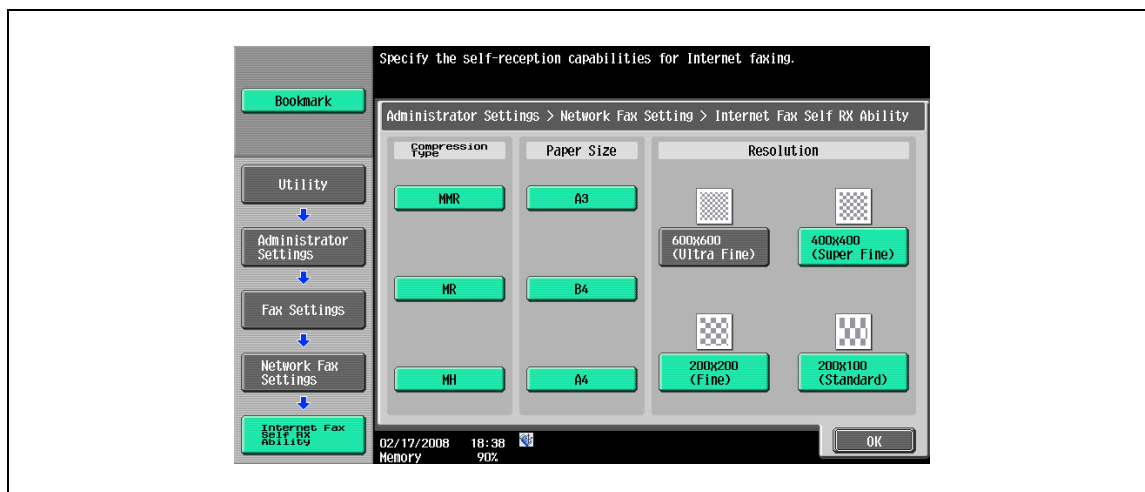 Specify the self-reception capabilities for Internet faxing.
Bookmark
Administrator Settings > Network Fax Setting > Internet Fax Self RX Ability
Compression
Type
Paper Size
Resolution
Utility
MMR
A3
Administrator
Settings
600x600
(Ultra Fine)
400x400
(Super Fine)
MR
B4
Fax Settings
Network Fax
Settings
MH
A4
200x200
(Fine)
200x100
(Standard)
Internet Fax
Self RX
Ability
02/17/2008 18:38
Memory 90%
OK